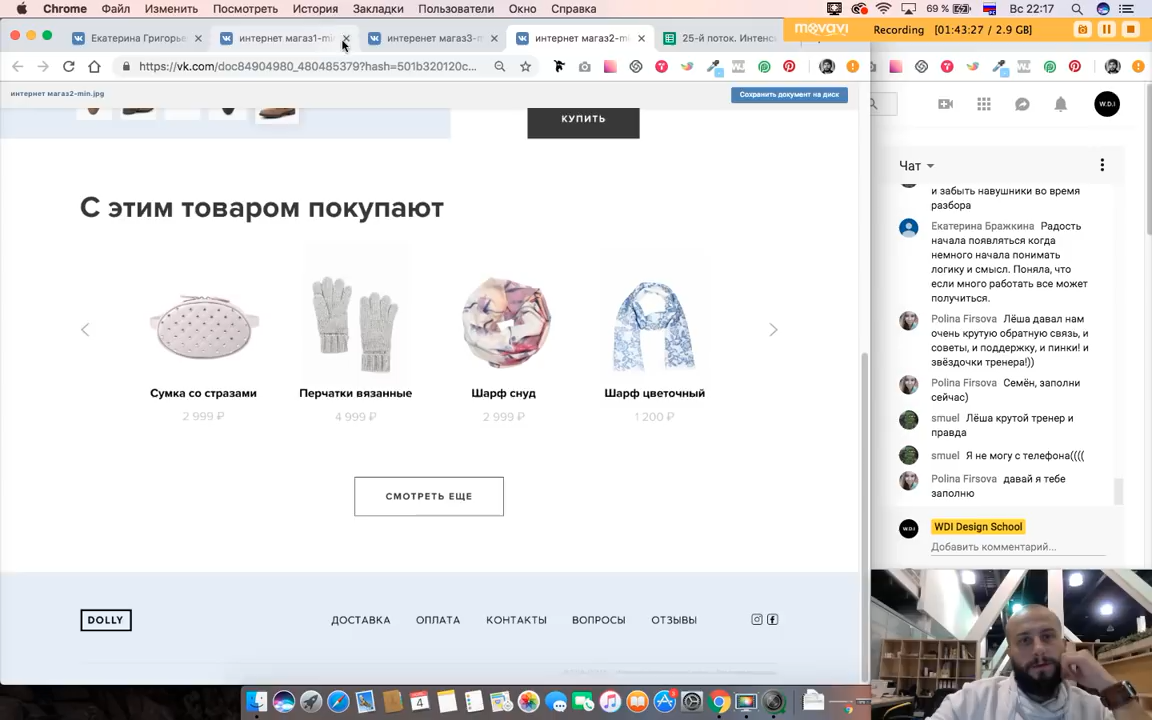 Chrome Файл Изменить Посмотреть История Закладки Пользователи Окно Справка
69 % Вс 22:17
Екатерина Григорье
интернет магаз1-mi
интеренет магаз3-m
интернет магаз2-mi
25-й поток. Интенс
movavi Recording [01:43:27 / 2.9 GB]
https://vk.com/doc84904980_480485379?hash=501b320120c...
интернет магаз2-min.jpg
Сохранить документ на диск
КУПИТЬ
С этим товаром покупают
Сумка со стразами
2 999 ₽
Перчатки вязанные
4 999 ₽
Шарф снуд
2 999 ₽
Шарф цветочный
1 200 ₽
СМОТРЕТЬ ЕЩЕ
DOLLY
ДОСТАВКА ОПЛАТА КОНТАКТЫ ВОПРОСЫ ОТЗЫВЫ
W.D.I
Чат
и забыть навушники во время
разбора
Екатерина Бражкина Радость
начала появляться когда
немного начала понимать
логику и смысл. Поняла, что
если много работать все может
получиться.
Polina Firsova Лёша давал нам
очень крутую обратную связь, и
советы, и поддержку, и пинки! и
звёздочки тренера!))
Polina Firsova Семён, заполни
сейчас)
smuel Лёша крутой тренер и
правда
smuel Я не могу с телефона((((
Polina Firsova давай я тебе
заполню
WDI Design School
Добавить комментарий...